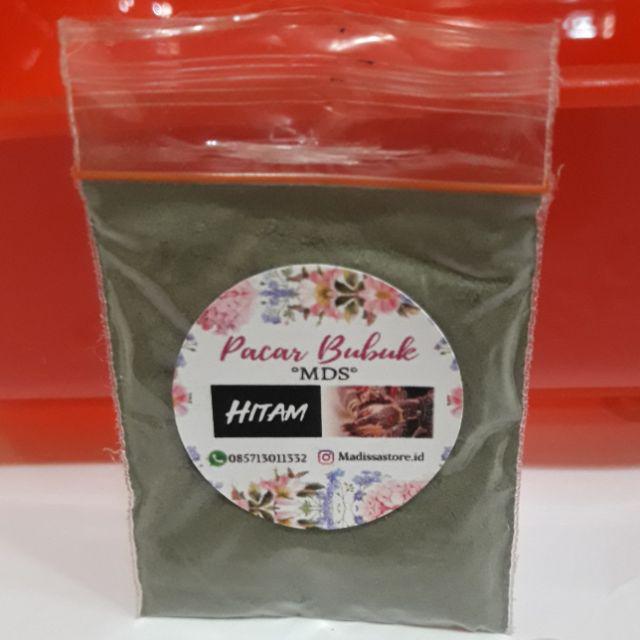 Pacar Bubuk
°MDS°
HITAM
085713011332 Madissastore.id